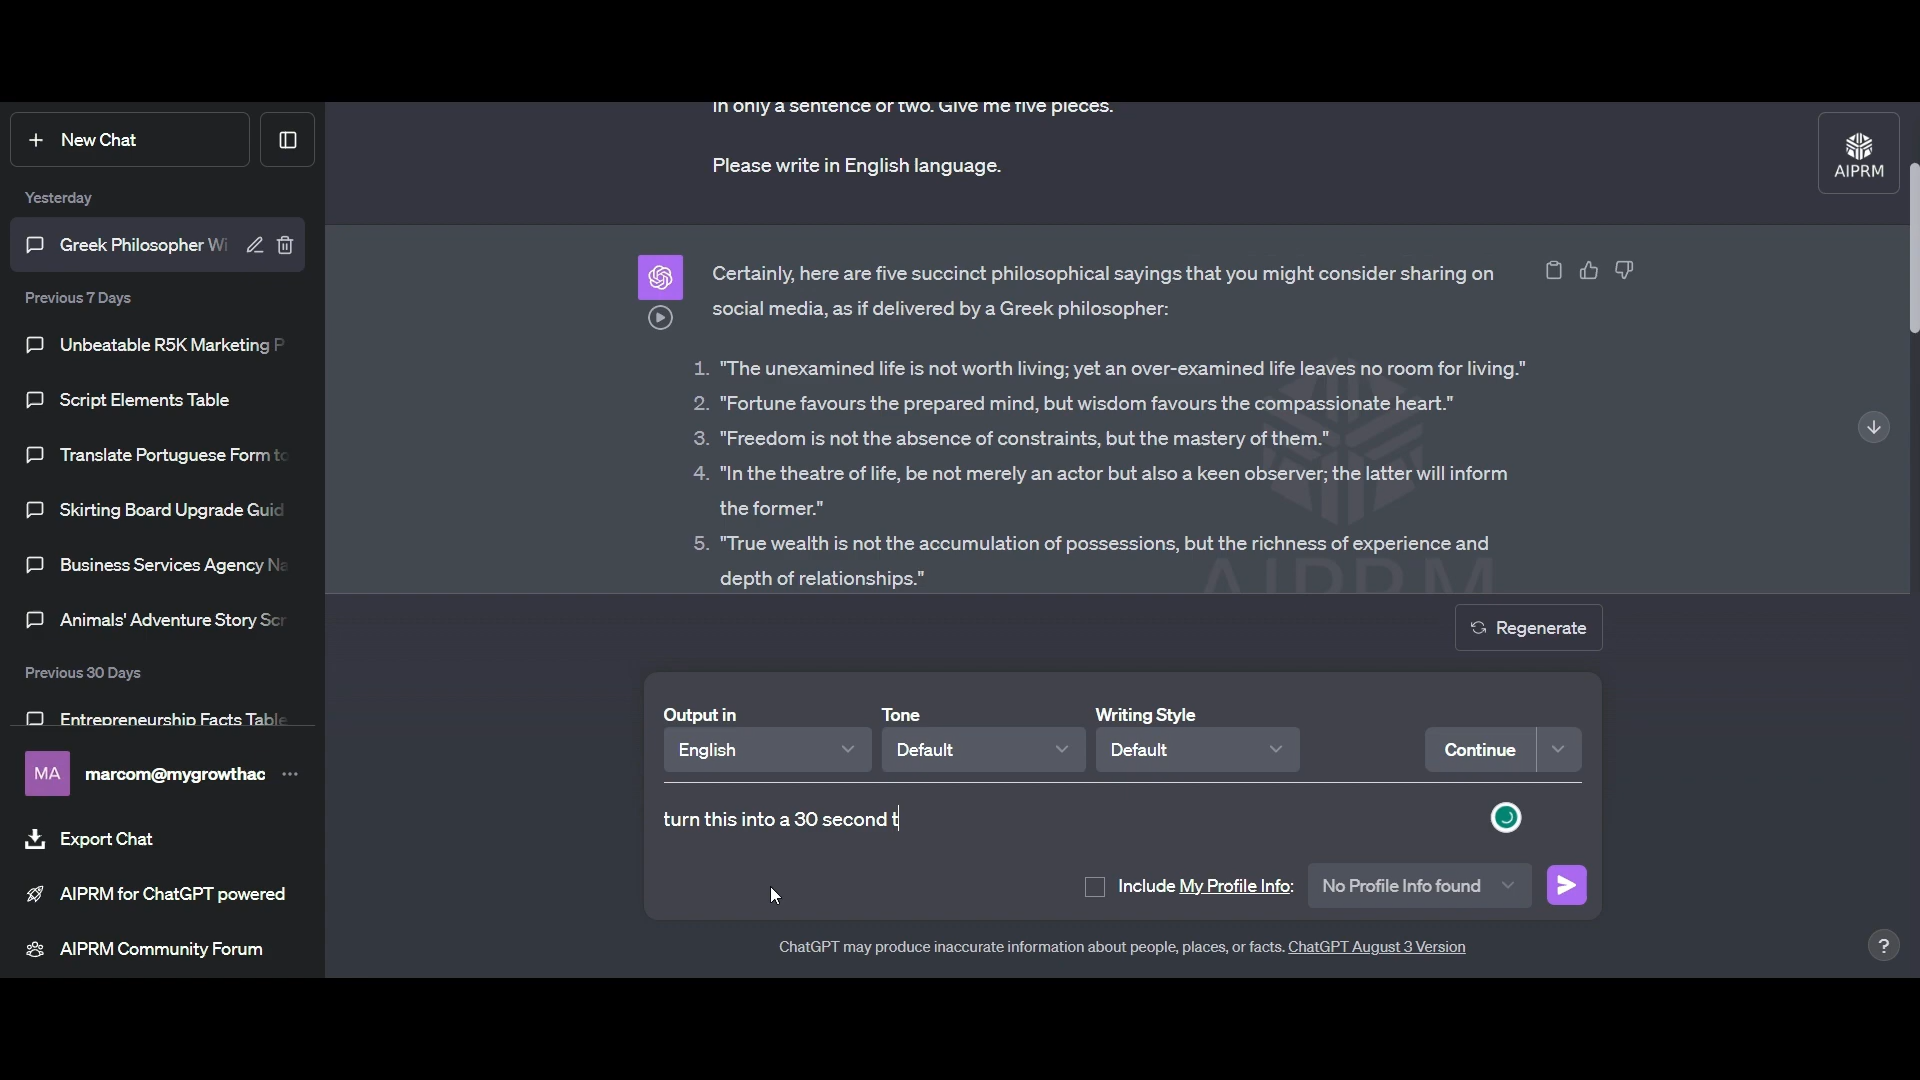 in only a sentence or two. Give me five pieces.
New Chat
Please write in English language.
AIPRM
Yesterday
Greek Philosopher Wi
Certainly, here are five succinct philosophical sayings that you might consider sharing on
social media, as if delivered by a Greek philosopher:
Previous 7 Days
Unbeatable R5K Marketing P
1. "The unexamined life is not worth living; yet an over-examined life leaves no room for living."
Script Elements Table
2. "Fortune favours the prepared mind, but wisdom favours the compassionate heart."
3. "Freedom is not the absence of constraints, but the mastery of them."
Translate Portuguese Form to
4. "In the theatre of life, be not merely an actor but also a keen observer; the latter will inform
the former."
Skirting Board Upgrade Guid
5. "True wealth is not the accumulation of possessions, but the richness of experience and
depth of relationships."
AIPRM
Business Services Agency Na
Animals' Adventure Story Scr
Regenerate
Previous 30 Days
Entrepreneurship Facts Table
Output in
Tone
Writing Style
English
Default
Default
Continue
MA
marcom@mygrowthac
turn this into a 30 second t
Export Chat
AIPRM for ChatGPT powered
Include My Profile Info:
No Profile Info found
AIPRM Community Forum
ChatGPT may produce inaccurate information about people, places, or facts. ChatGPT August 3 Version
?